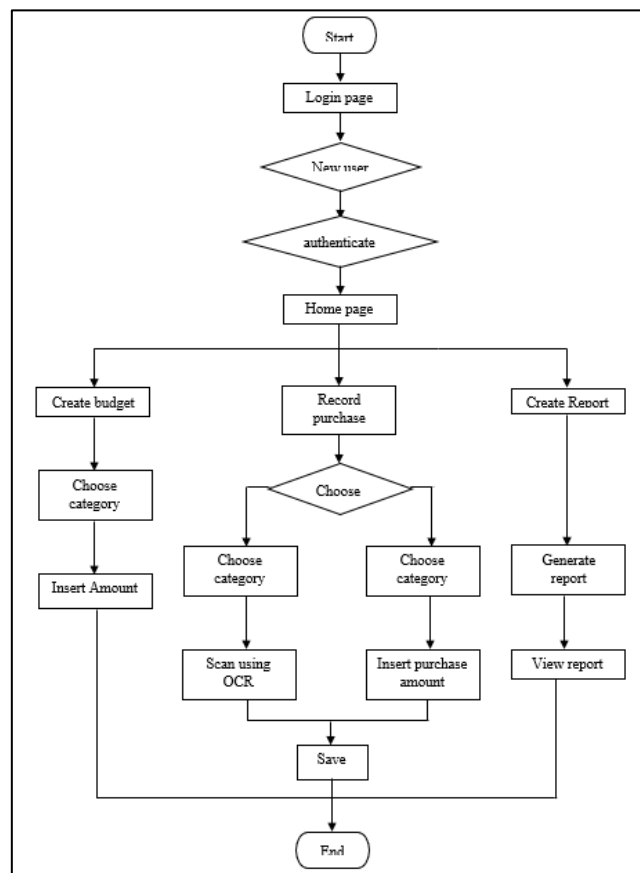 Start
Login page
New user
authenticate
Home page
Create budget
Record
purchase
Create Report
Choose
category
Choose
Insert Amount
Choose
category
Choose
category
Generate
report
Scan using
OCR
Insert purchase
amount
View report
Save
End